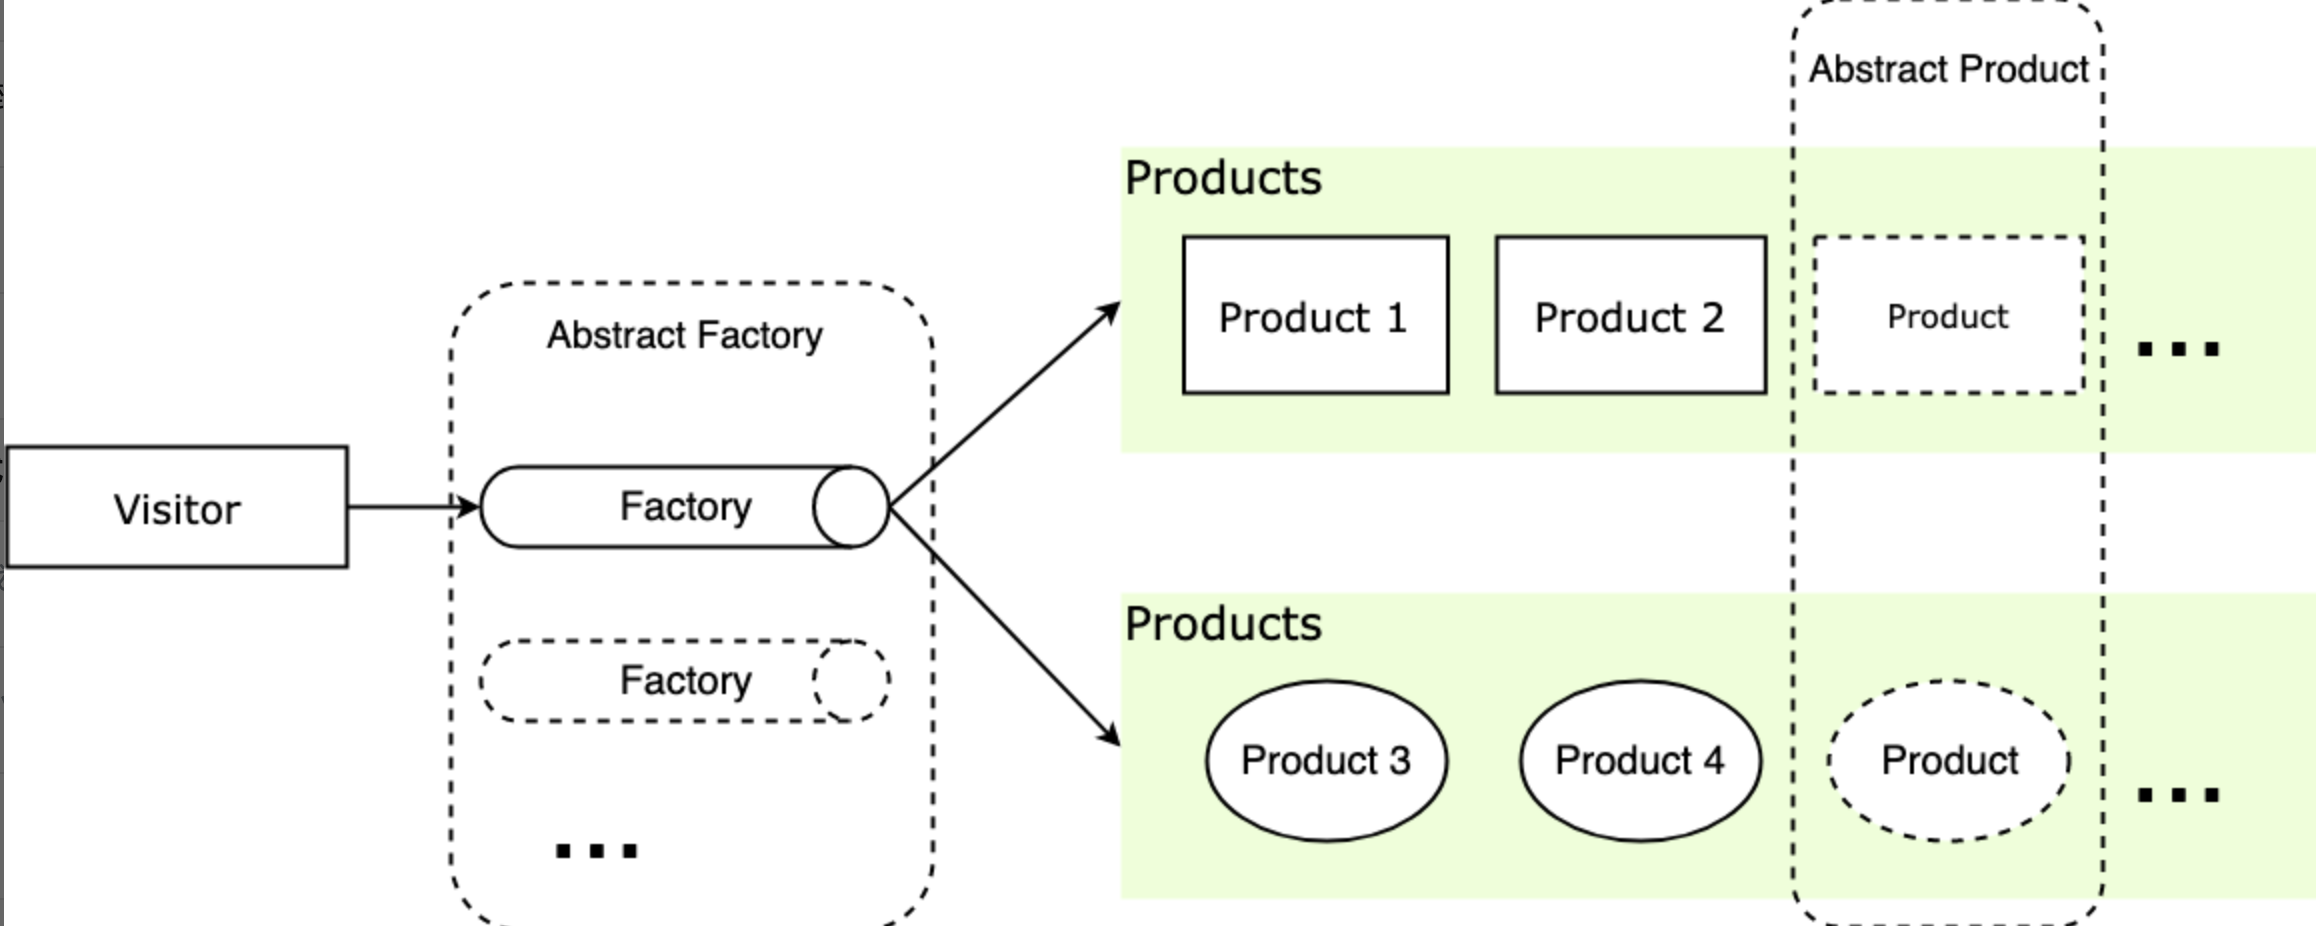 Abstract Product
Products
Product 1
Product 2
Product
...
Abstract Factory
Visitor
Factory
Factory
...
Products
Product 3
Product 4
Product
...